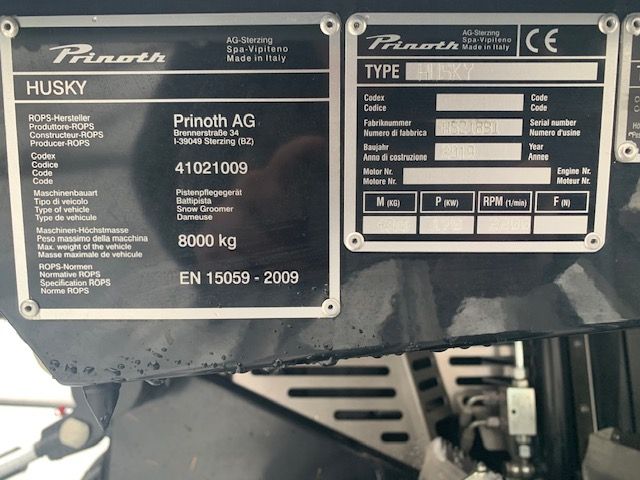 Prinoth
AG-Sterzing
Spa-Vipiteno
Made in Italy
HUSKY
ROPS-Hersteller
Produttore-ROPS
Constructeur-ROPS
Producer-ROPS
Prinoth AG
Brennerstraße 34
I-39049 Sterzing (BZ)
Codex
Codice
Code
Code
41021009
Maschinenbauart
Tipo di veicolo
Type of vehicle
Type de vehicule
Pistenpflegegerät
Battipista
Snow Groomer
Dameuse
Maschinen-Höchstmasse
Peso massimo della macchina
Max. weight of the vehicle
Masse maximale de vehicule
8000 kg
ROPS-Normen
Normative ROPS
Specification ROPS
Norme ROPS
EN 15059 - 2009
Prinoth
AG-Sterzing
Spa-Vipiteno
Made in Italy
CE
TYPE HUSKY
Codex
Codice
Code
Code
Fabriknummer
Numero di fabbrica
Serial number
Numero d'usine
Baujahr
Anno di costruzione
Year
Annee
Motor Nr.
Motore Nr.
Engine Nr.
Moteur Nr.
M (KG) P (KW) RPM (1/min) F (N)